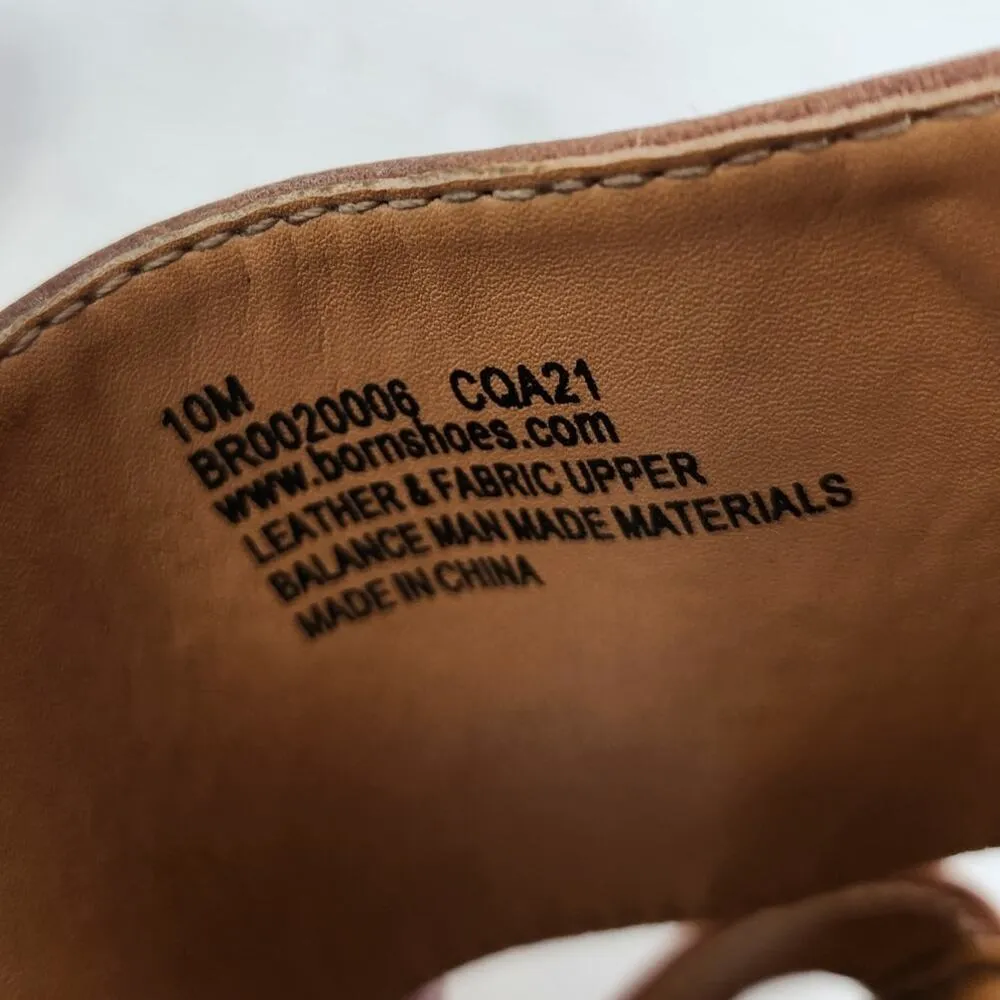 10M
BR0020006 CQA21
www.bornshoes.com
LEATHER & FABRIC UPPER
BALANCE MAN MADE MATERIALS
MADE IN CHINA